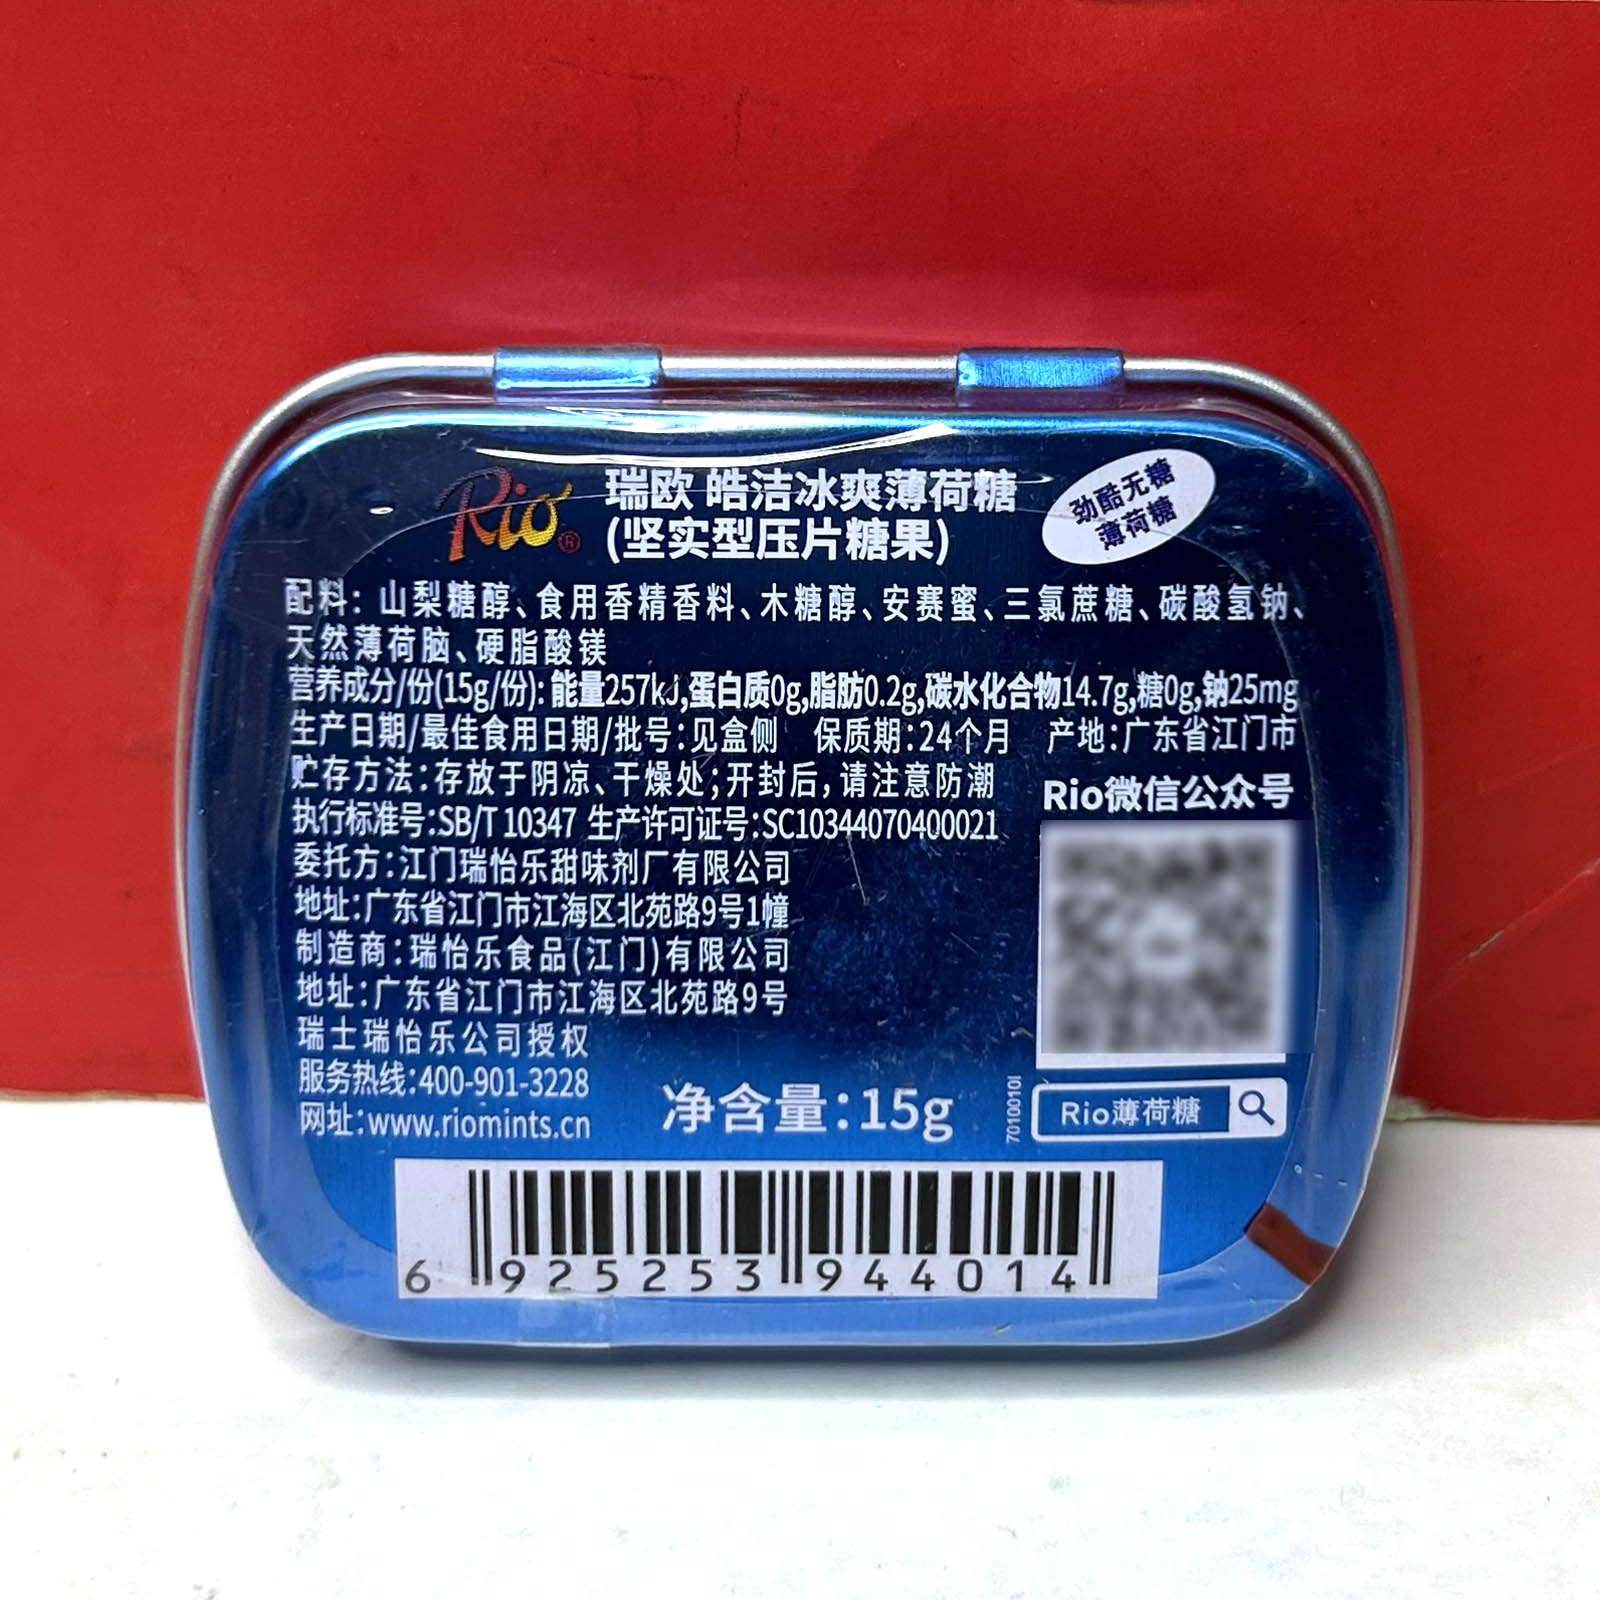 Rio®
瑞欧 皓洁冰爽薄荷糖
(坚实型压片糖果)
劲酷无糖
薄荷糖
配料：山梨糖醇、食用香精香料、木糖醇、安赛蜜、三氯蔗糖、碳酸氢钠、
天然薄荷脑、硬脂酸镁
营养成分/份(15g/份)：能量257kJ,蛋白质0g,脂肪0.2g,碳水化合物14.7g,糖0g,钠25mg
生产日期/最佳食用日期/批号：见盒侧 保质期：24个月 产地：广东省江门市
贮存方法：存放于阴凉、干燥处；开封后，请注意防潮
执行标准号：SB/T 10347 生产许可证号：SC10344070400021
委托方：江门瑞怡乐甜味剂厂有限公司
地址：广东省江门市江海区北苑路9号1幢
制造商：瑞怡乐食品(江门)有限公司
地址：广东省江门市江海区北苑路9号
瑞士瑞怡乐公司授权
服务热线：400-901-3228
网址：www.riomints.cn
净含量：15g
Rio微信公众号
70100101
Rio薄荷糖
6 925253 944014